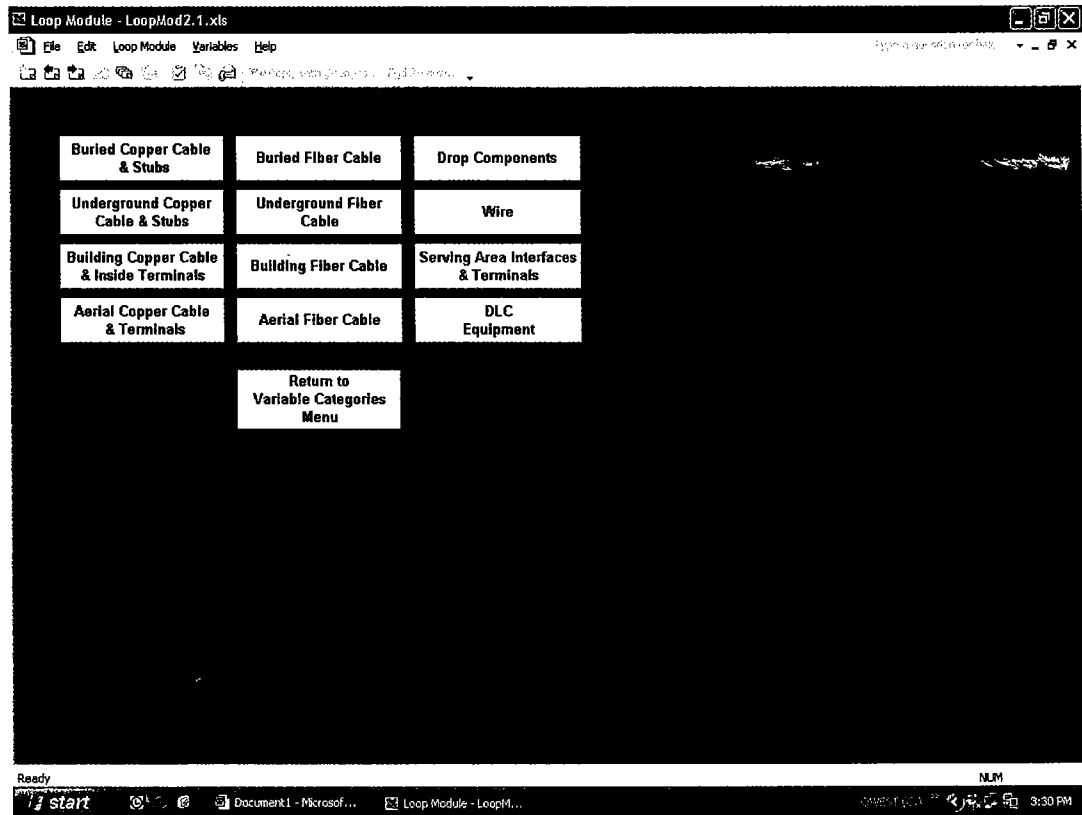 Loop Module - LoopMod2.1.xls
File Edit Loop Module Variables Help
Buried Copper Cable
& Stubs
Buried Fiber Cable
Drop Components
Underground Copper
Cable & Stubs
Underground Fiber
Cable
Wire
Building Copper Cable
& Inside Terminals
Building Fiber Cable
Serving Area Interfaces
& Terminals
Aerial Copper Cable
& Terminals
Aerial Fiber Cable
DLC
Equipment
Return to
Variable Categories
Menu
Ready
NUM
start
Document1 - Microsof...
Loop Module - LoopM...
3:30 PM